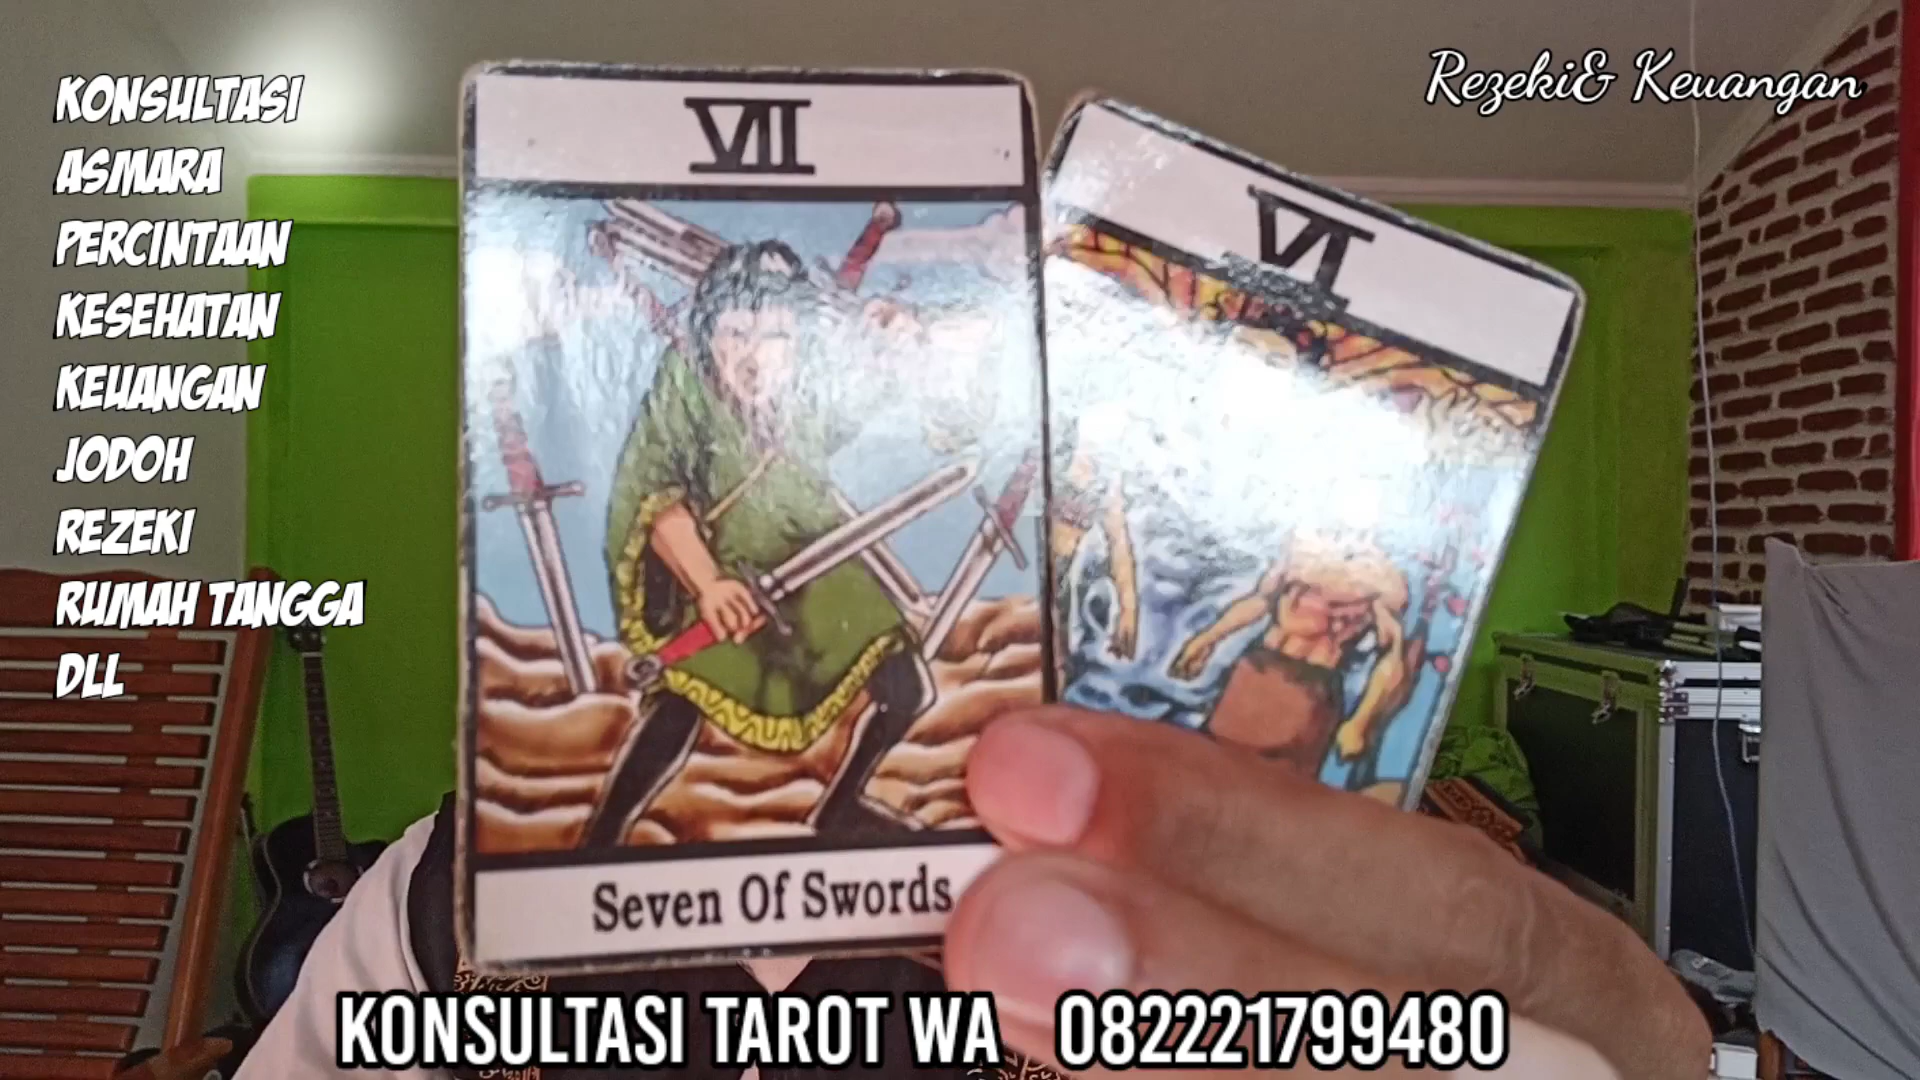 KONSULTASI
ASMARA
PERCINTAAN
KESEHATAN
KEUANGAN
JODOH
REZEKI
RUMAH TANGGA
DLL
Rezeki& Keuangan
VII
VI
Seven Of Swords
KONSULTASI TAROT WA 082221799480